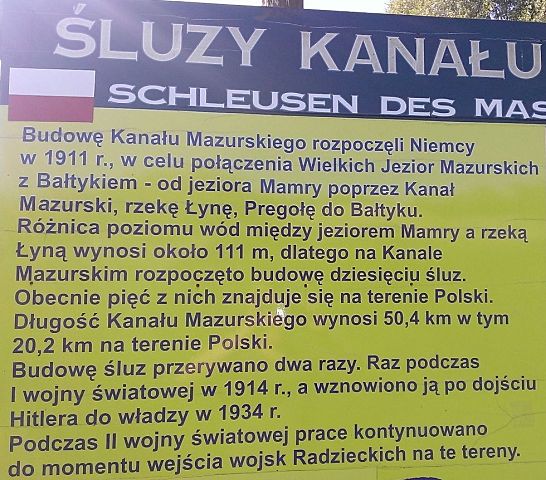 ŚLUZY KANAŁU
SCHLEUSEN DES MAS
Budowę Kanału Mazurskiego rozpoczęli Niemcy
w 1911 r., w celu połączenia Wielkich Jezior Mazurskich
z Bałtykiem - od jeziora Mamry poprzez Kanał
Mazurski, rzekę Łynę, Pregołę do Bałtyku.
Różnica poziomu wód między jeziorem Mamry a rzeką
Łyną wynosi około 111 m, dlatego na Kanale
Mazurskim rozpoczęto budowę dziesięciu śluz.
Obecnie pięć z nich znajduje się na terenie Polski.
Długość Kanału Mazurskiego wynosi 50,4 km w tym
20,2 km na terenie Polski.
Budowę śluz przerywano dwa razy. Raz podczas
I wojny światowej w 1914 r., a wznowiono ją po dojściu
Hitlera do władzy w 1934 r.
Podczas II wojny światowej prace kontynuowano
do momentu wejścia wojsk Radzieckich na te tereny.